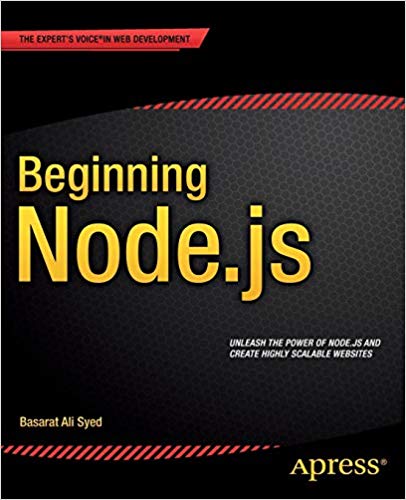 THE EXPERT'S VOICE® IN WEB DEVELOPMENT
Beginning
Node.js
UNLEASH THE POWER OF NODE.JS AND
CREATE HIGHLY SCALABLE WEBSITES
Basarat Ali Syed
Apress®